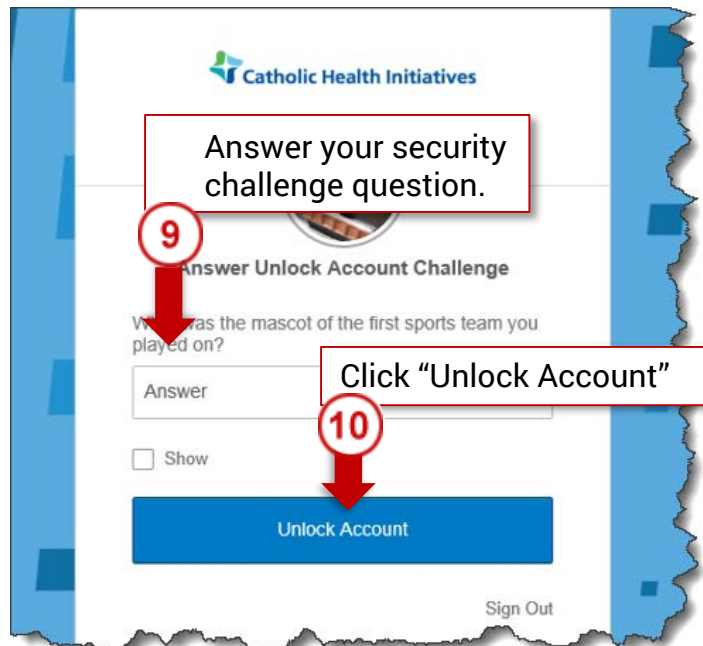 Catholic Health Initiatives
Answer your security
challenge question.
9
Answer Unlock Account Challenge
was the mascot of the first sports team you
played on?
Click “Unlock Account”
Answer
10
Show
Unlock Account
Sign Out